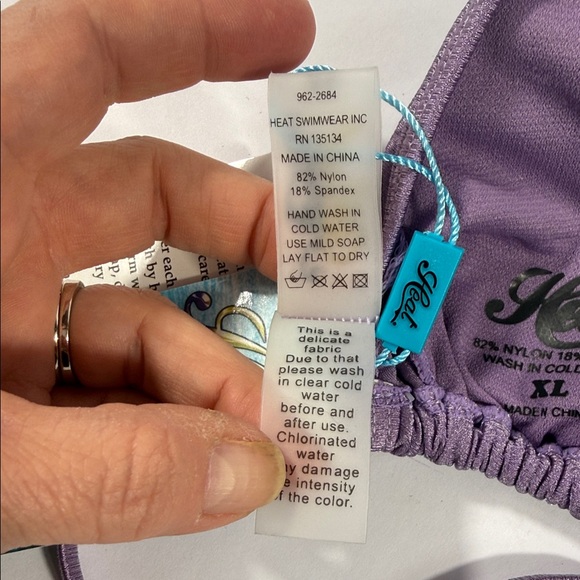 962-2684
HEAT SWIMWEAR INC
RN 135134
MADE IN CHINA
82% Nylon
18% Spandex
HAND WASH IN
COLD WATER
USE MILD SOAP
LAY FLAT TO DRY
This is a
delicate
fabric
Due to that
please wash
in clear cold
water
before and
after use.
Chlorinated
water
damage
intensity
of the color.
Heat
82% NYLON 18%
WASH IN COLD
XL
MADE IN CHIN
er each
care